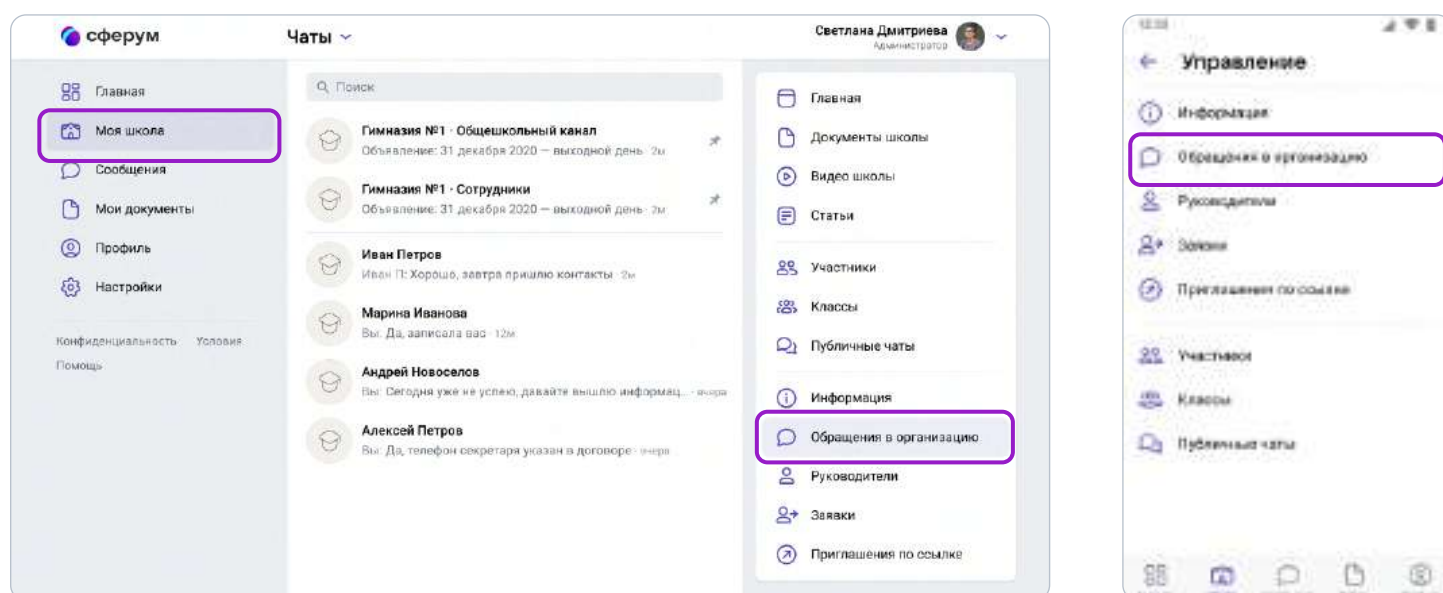 сферум
Чаты
Светлана Дмитриева
Администратор
Главная
Моя школа
Сообщения
Мои документы
Профиль
Настройки
Конфиденциальность Условия
Помощь
Поиск
Гимназия №1 · Общешкольный канал
Объявление: 31 декабря 2020 — выходной день · 2м
Гимназия №1 · Сотрудники
Объявление: 31 декабря 2020 — выходной день · 2м
Иван Петров
Иван П: Хорошо, завтра пришлю контакты · 2м
Марина Иванова
Вы: Да, записала вас · 12м
Андрей Новоселов
Вы: Сегодня уже не успею, давайте вышлю информац... · вчера
Алексей Петров
Вы: Да, телефон секретаря указан в договоре · вчера
Главная
Документы школы
Видео школы
Статьи
Участники
Классы
Публичные чаты
Информация
Обращения в организацию
Руководители
Заявки
Приглашения по ссылке
Управление
Информация
Обращения в организацию
Руководители
Заявки
Приглашения по ссылке
Участники
Классы
Публичные чаты